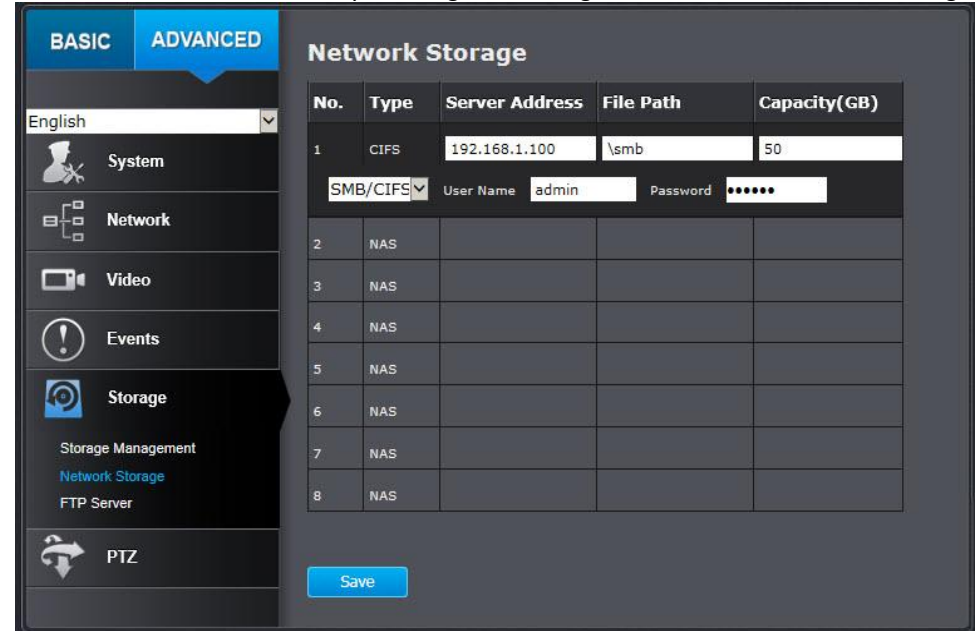 BASIC ADVANCED
Network Storage
English
No. Type Server Address File Path Capacity(GB)
1 CIFS 192.168.1.100 \smb 50
SMB/CIFS User Name admin Password ••••••
2 NAS
3 NAS
4 NAS
5 NAS
6 NAS
7 NAS
8 NAS
System
Network
Video
Events
Storage
Storage Management
Network Storage
FTP Server
PTZ
Save